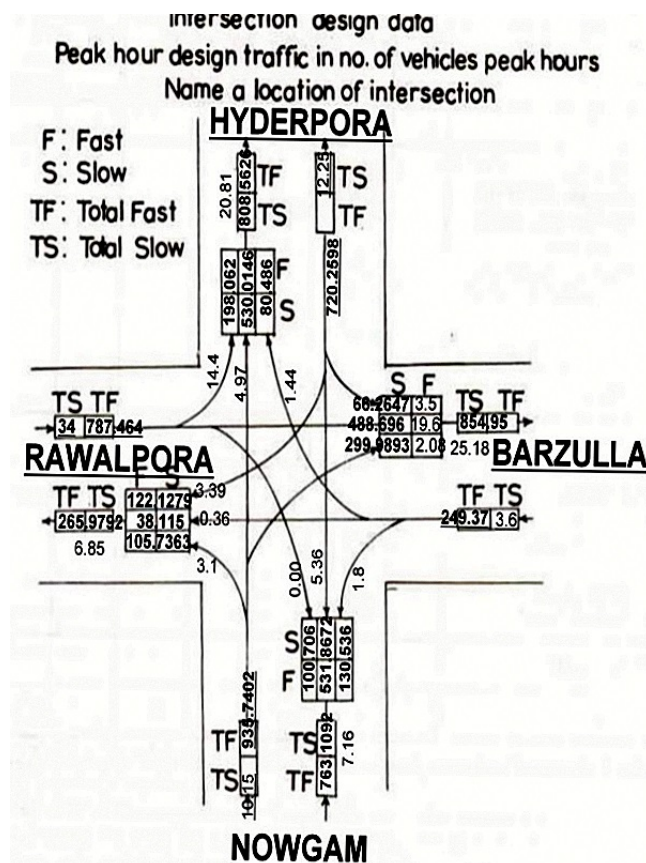 Intersection design data
Peak hour design traffic in no. of vehicles peak hours
Name a location of intersection
HYDERPORA
F: Fast
S: Slow
TF: Total Fast
TS: Total Slow
20.81
808.5626
TF
TS
12.25
TS
TF
198.062
530.0146
80.486
F
S
720.2598
14.4
4.97
1.44
TS TF
34 787.464
S F
66.2647 3.5
488.696 19.6
299.9893 2.08
TS TF
854.95
25.18
RAWALPORA
BARZULLA
F S
122.1279
38.115
105.7363
3.39
0.36
3.1
TF TS
265.9792
6.85
TF TS
249.37 3.6
0.00
5.36
1.8
S
F
100.706
531.8672
130.536
TF
TS
935.7402
10.15
TS
TF
763.1092
7.16
NOWGAM